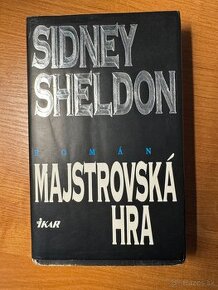 SIDNEY
SHELDON
ROMÁN
MAJSTROVSKÁ
HRA
IKAR